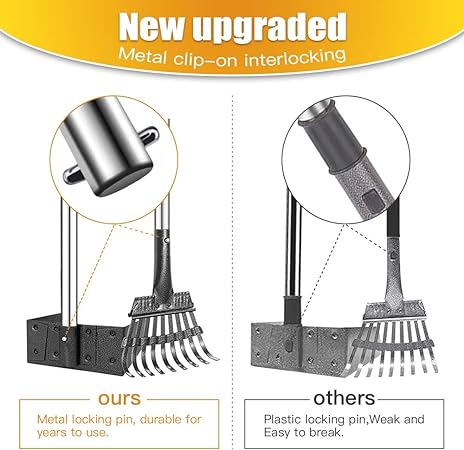 New upgraded
Metal clip-on interlocking
ours
others
Metal locking pin, durable for
years to use.
Plastic locking pin,Weak and
Easy to break.